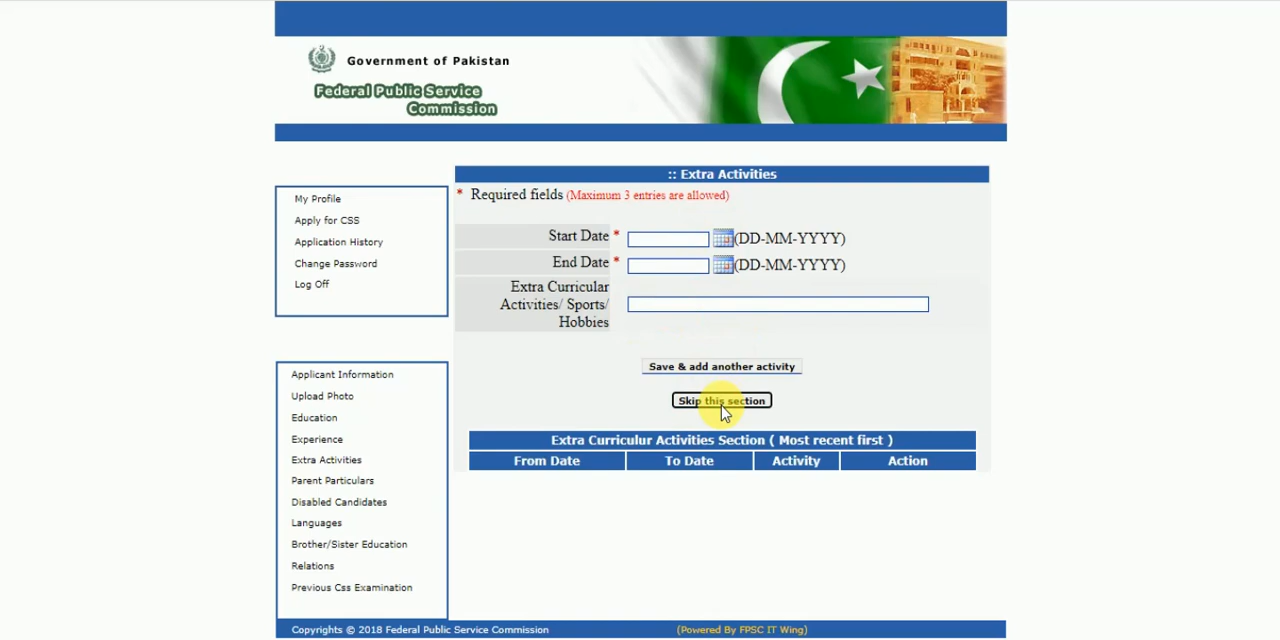 Government of Pakistan
Federal Public Service
Commission
:: Extra Activities
* Required fields (Maximum 3 entries are allowed)
My Profile
Apply for CSS
Application History
Change Password
Log Off
Start Date * (DD-MM-YYYY)
End Date * (DD-MM-YYYY)
Extra Curricular
Activities/ Sports/
Hobbies
Save & add another activity
Skip this section
Extra Curriculur Activities Section ( Most recent first )
From Date To Date Activity Action
Applicant Information
Upload Photo
Education
Experience
Extra Activities
Parent Particulars
Disabled Candidates
Languages
Brother/Sister Education
Relations
Previous Css Examination
Copyrights © 2018 Federal Public Service Commission (Powered By FPSC IT Wing)